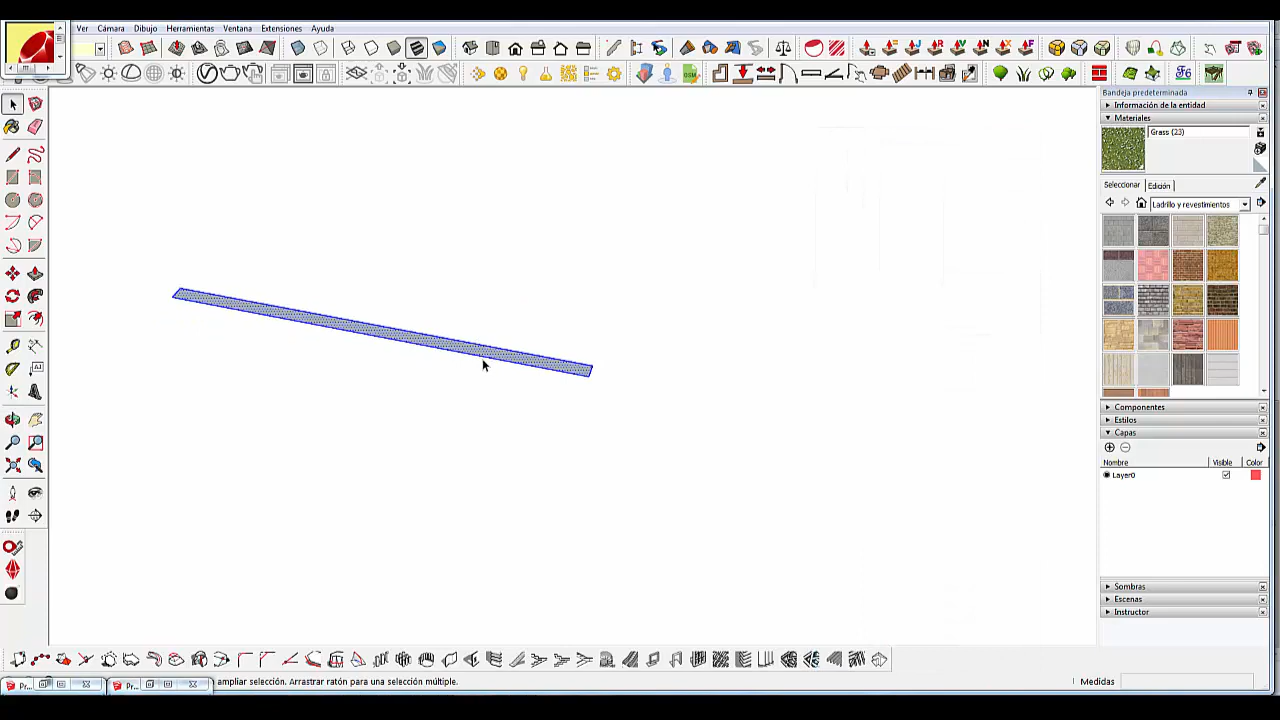 Ver Cámara Dibujo Herramientas Ventana Extensiones Ayuda
Bandeja predeterminada
Información de la entidad
Materiales
Grass (23)
Seleccionar Edición
Ladrillo y revestimientos
Componentes
Estilos
Capas
Nombre Visible Color
Layer0
Sombras
Escenas
Instructor
ampliar selección. Arrastrar ratón para una selección múltiple.
Medidas
Pr... Pr...